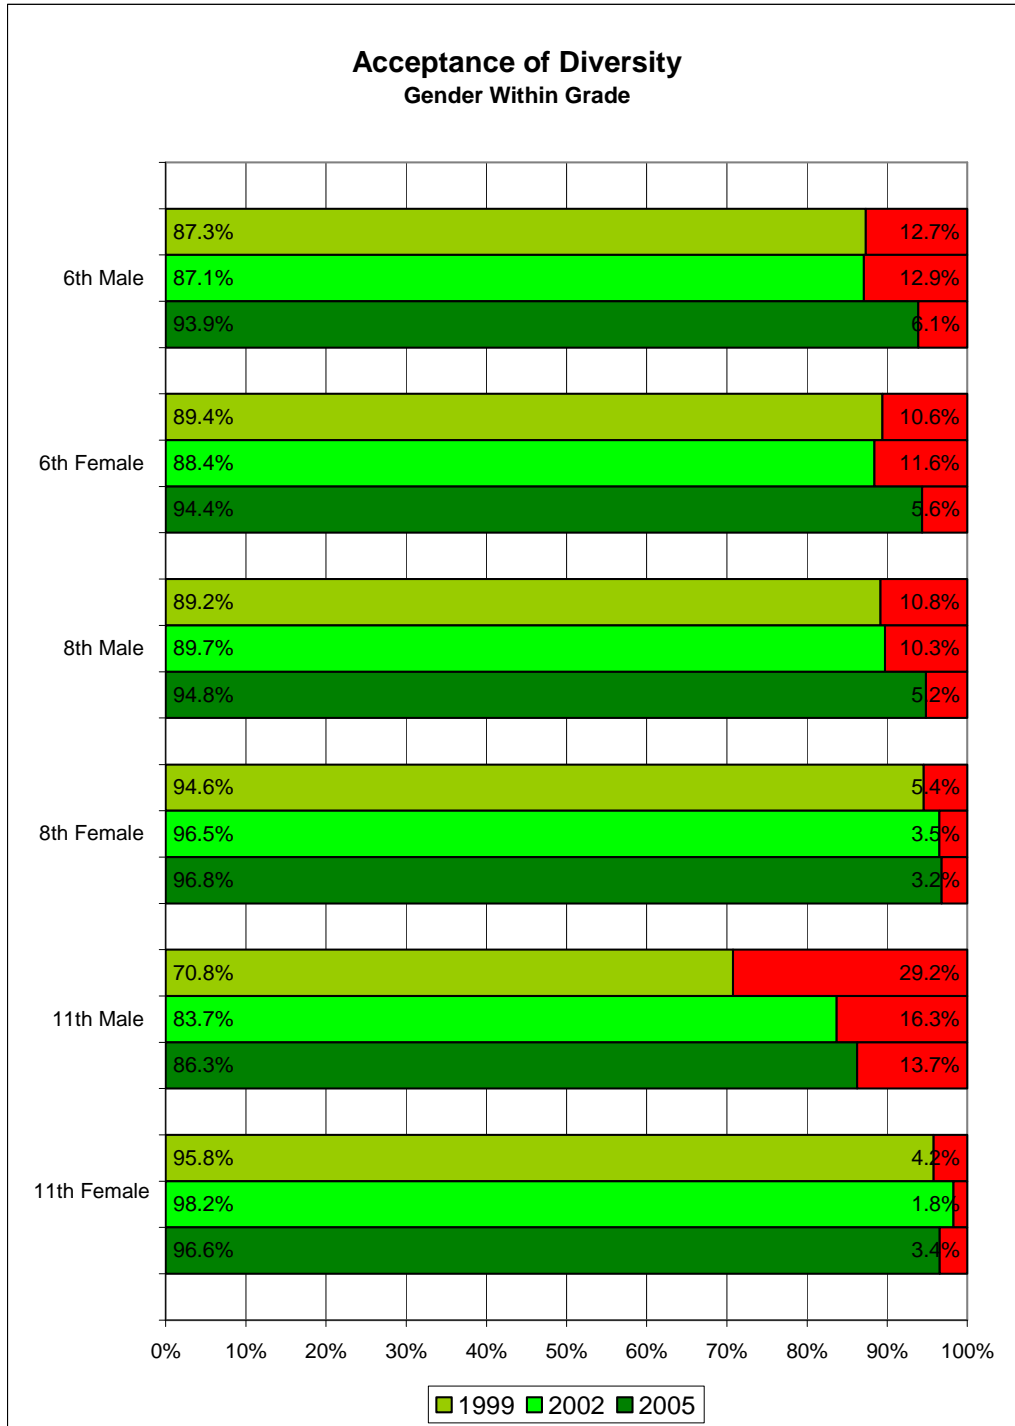 Acceptance of Diversity
Gender Within Grade
87.3% 12.7%
6th Male 87.1% 12.9%
93.9% 6.1%
89.4% 10.6%
6th Female 88.4% 11.6%
94.4% 5.6%
89.2% 10.8%
8th Male 89.7% 10.3%
94.8% 5.2%
94.6% 5.4%
8th Female 96.5% 3.5%
96.8% 3.2%
70.8% 29.2%
11th Male 83.7% 16.3%
86.3% 13.7%
95.8% 4.2%
11th Female 98.2% 1.8%
96.6% 3.4%
0% 10% 20% 30% 40% 50% 60% 70% 80% 90% 100%
1999 2002 2005